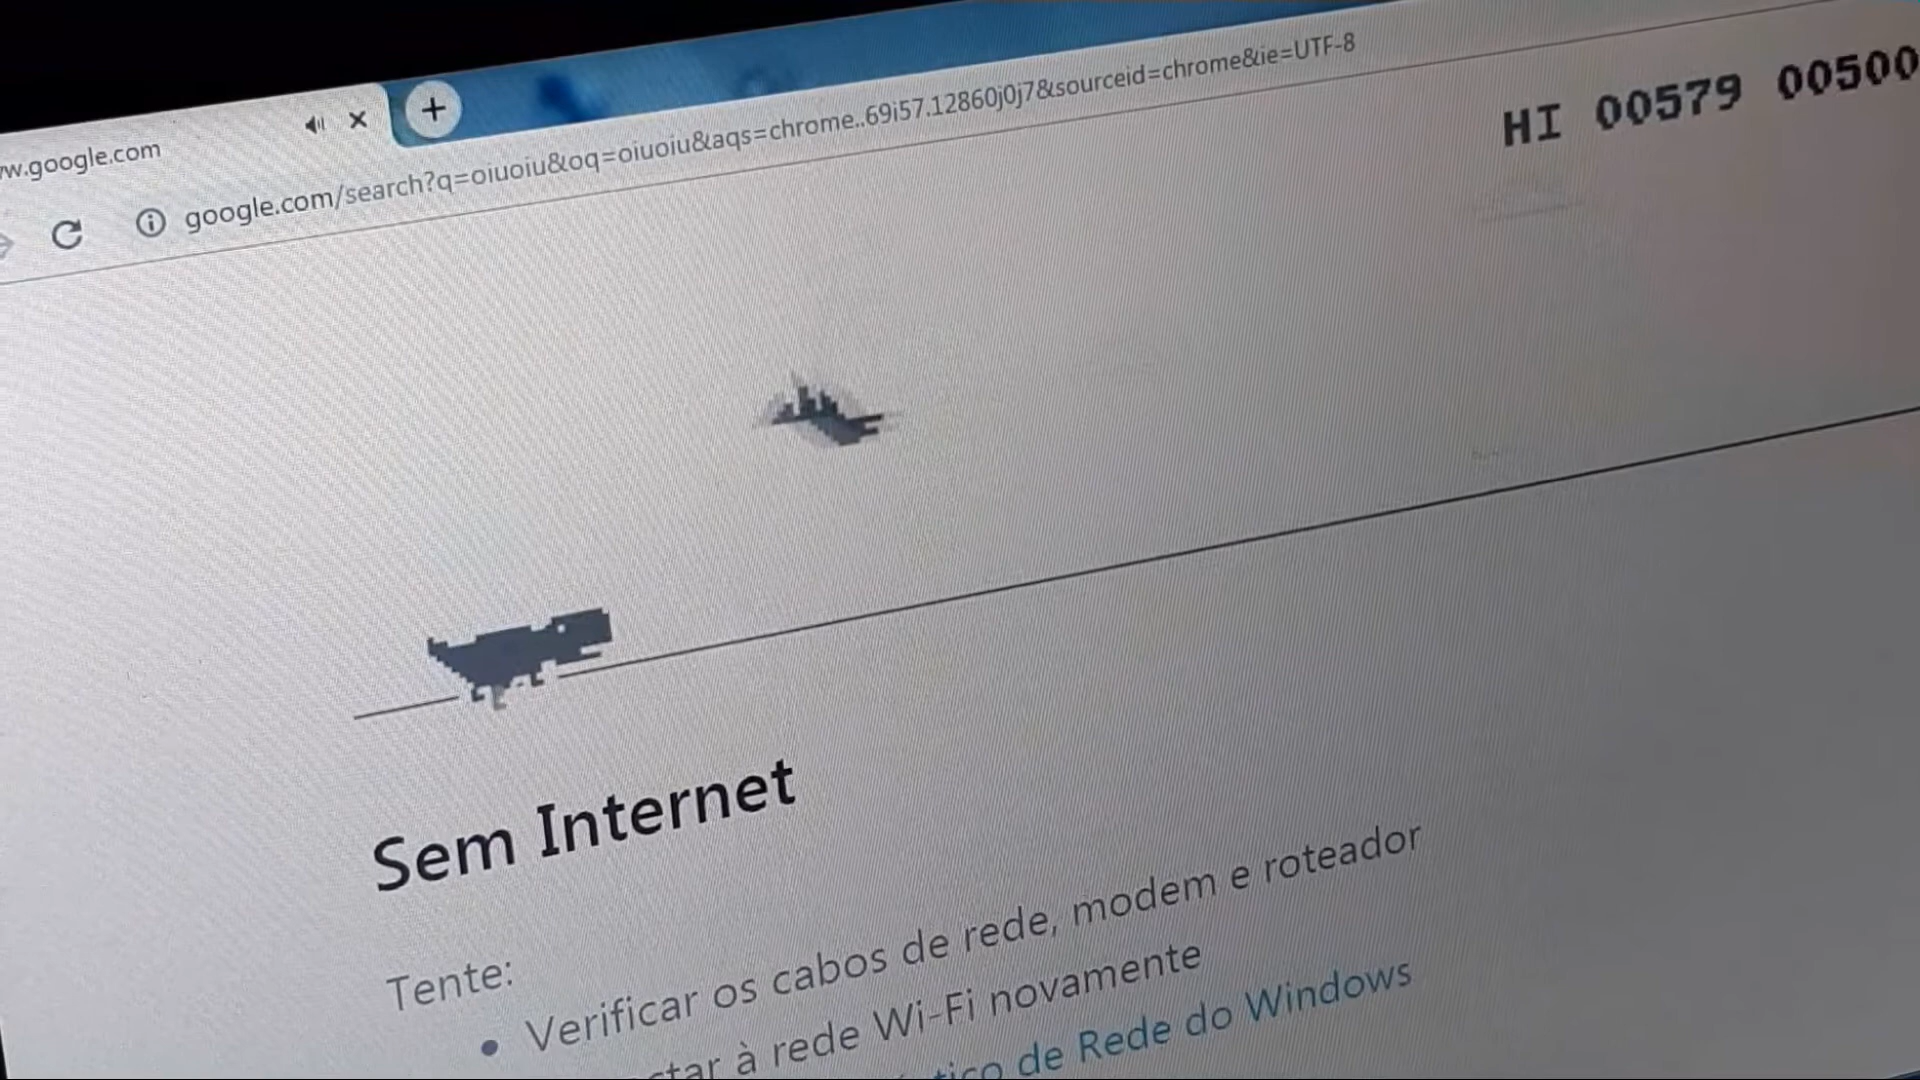 w.google.com
google.com/search?q=oiuoiu&oq=oiuoiu&aqs=chrome..69i57.12860j0j7&sourceid=chrome&ie=UTF-8
HI 00579 00500
Sem Internet
Tente:
Verificar os cabos de rede, modem e roteador
à rede Wi-Fi novamente
de Rede do Windows